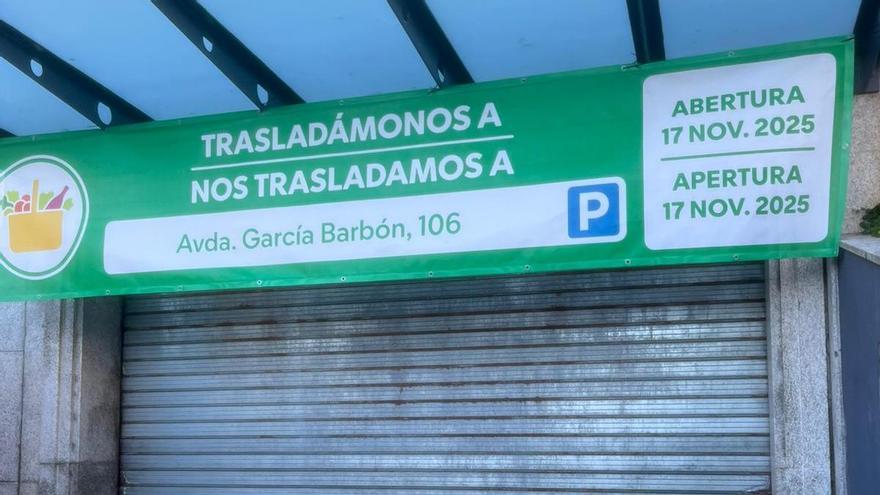 TRASLADÁMONOS A
NOS TRASLADAMOS A
Avda. García Barbón, 106
P
ABERTURA
17 NOV. 2025
APERTURA
17 NOV. 2025